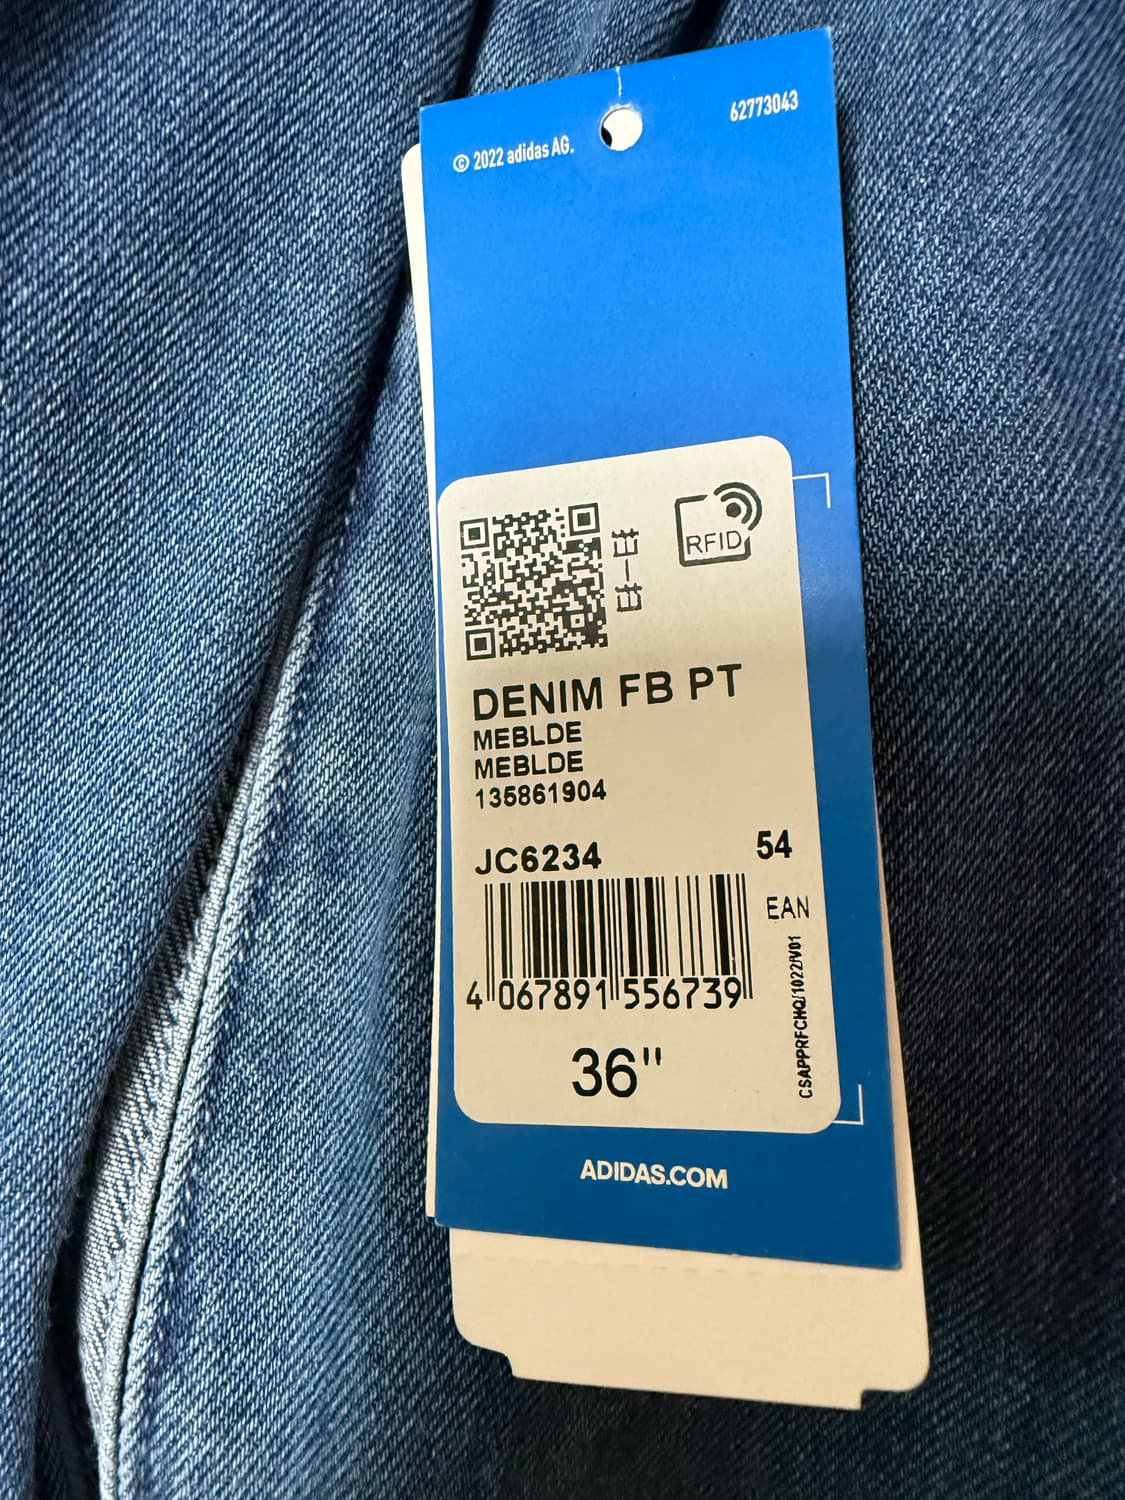 62773043
© 2022 adidas AG.
RFID
DENIM FB PT
MEBLDE
MEBLDE
135861904
JC6234 54
EAN
4 067891 556739
CSAPPRFCHQ/1022/V01
36"
ADIDAS.COM